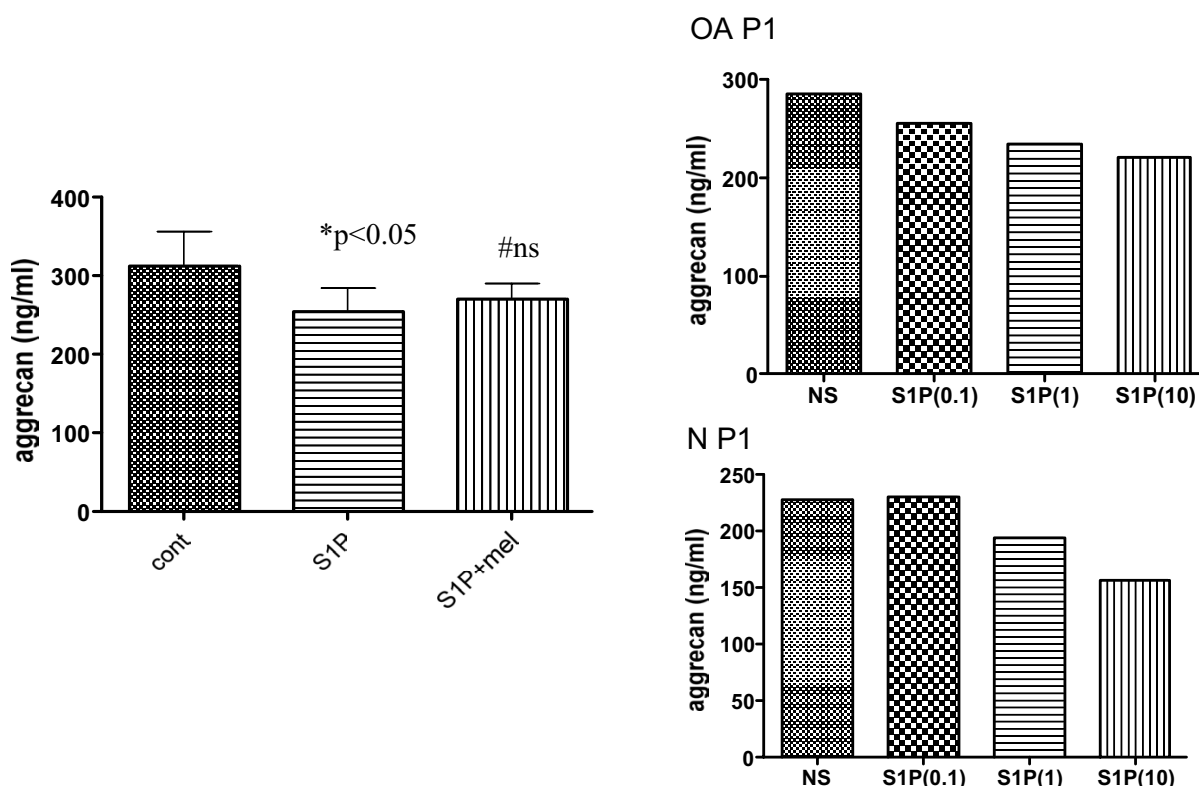 400
300
200
100
0
aggrecan (ng/ml)
*p<0.05
#ns
cont
S1P
S1P+mel
OA P1
300
200
100
0
aggrecan (ng/ml)
NS S1P(0.1) S1P(1) S1P(10)
N P1
250
200
150
100
50
0
aggrecan (ng/ml)
NS S1P(0.1) S1P(1) S1P(10)